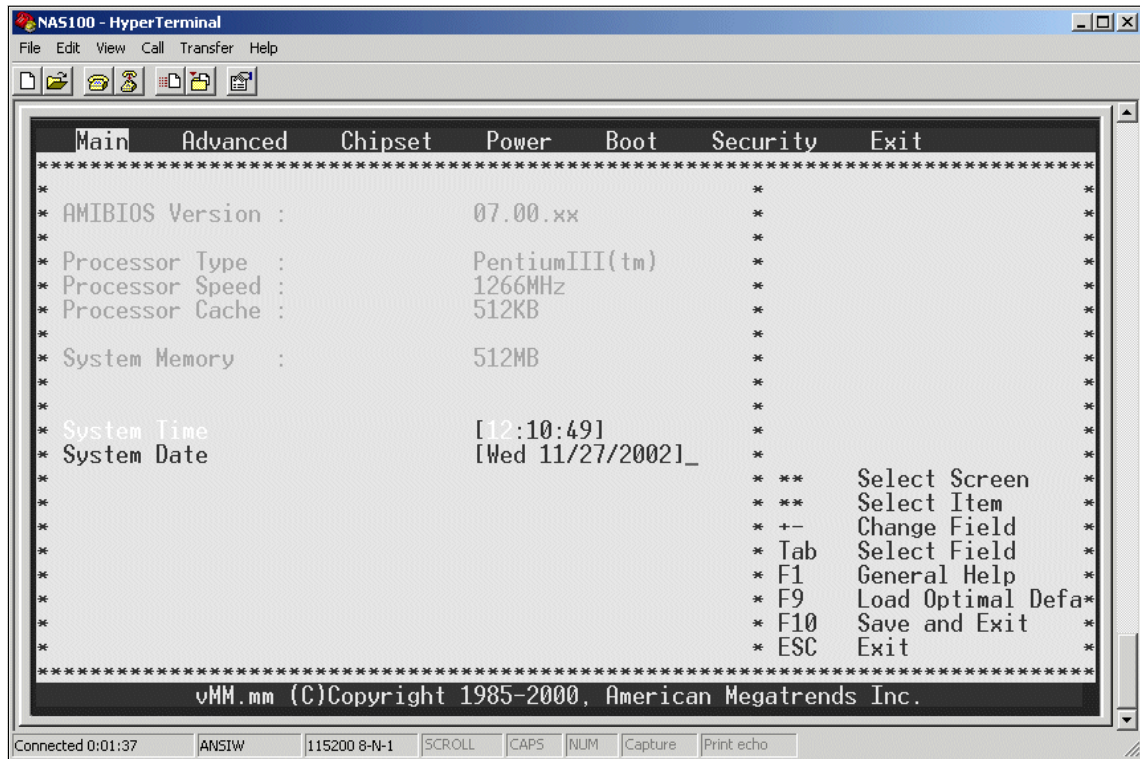 NAS100 - HyperTerminal
File Edit View Call Transfer Help
Main Advanced Chipset Power Boot Security Exit
********************************************************************************
* * *
* AMIBIOS Version : 07.00.xx * *
* * *
* Processor Type : PentiumIII(tm) * *
* Processor Speed : 1266MHz * *
* Processor Cache : 512KB * *
* * *
* System Memory : 512MB * *
* * *
* * *
* System Time [12:10:49] * *
* System Date [Wed 11/27/2002]_ * *
* * ** Select Screen *
* * ** Select Item *
* * +- Change Field *
* * Tab Select Field *
* * F1 General Help *
* * F9 Load Optimal Defa*
* * F10 Save and Exit *
* * ESC Exit *
********************************************************************************
vMM.mm (C)Copyright 1985-2000, American Megatrends Inc.
Connected 0:01:37 ANSIW 115200 8-N-1 SCROLL CAPS NUM Capture Print echo